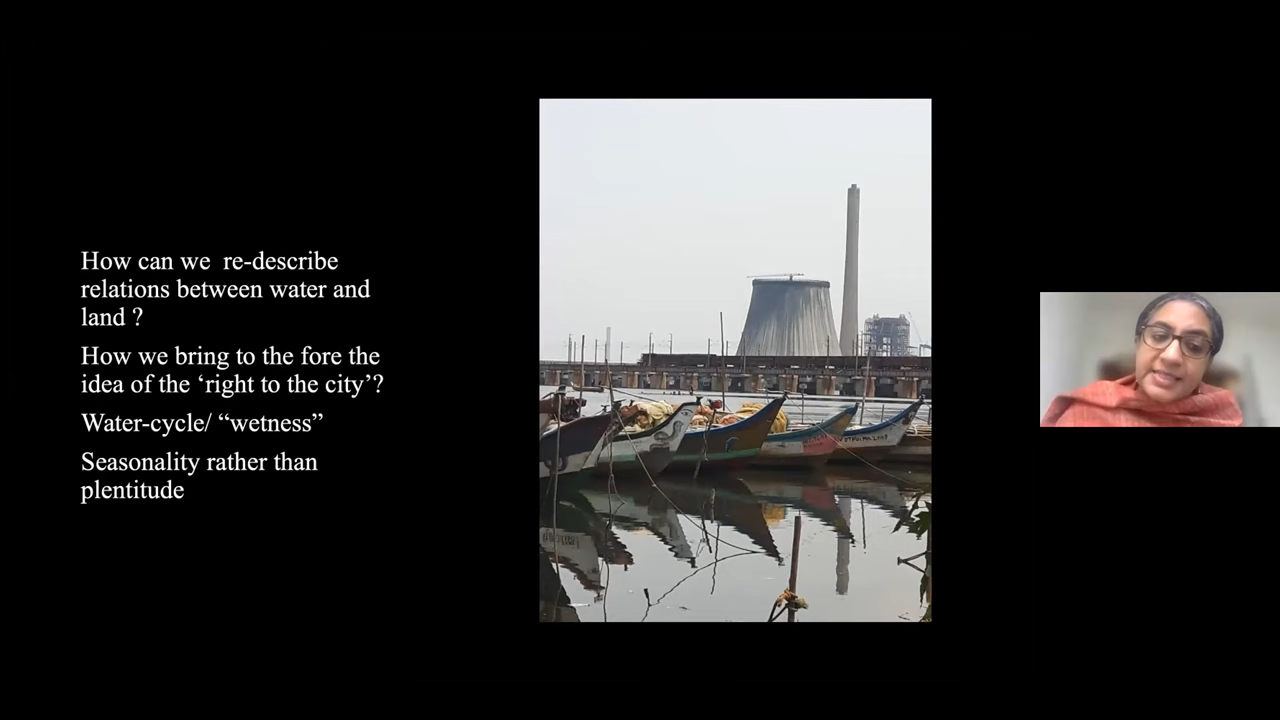 How can we re-describe
relations between water and
land ?
How we bring to the fore the
idea of the ‘right to the city’?
Water-cycle/ “wetness”
Seasonality rather than
plentitude